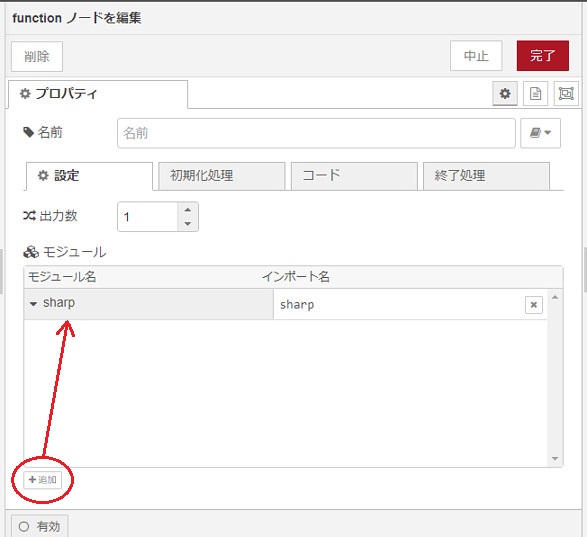 function ノードを編集
削除 中止 完了
プロパティ
名前 名前
設定 初期化処理 コード 終了処理
出力数 1
モジュール
モジュール名 インポート名
sharp sharp
+追加
有効